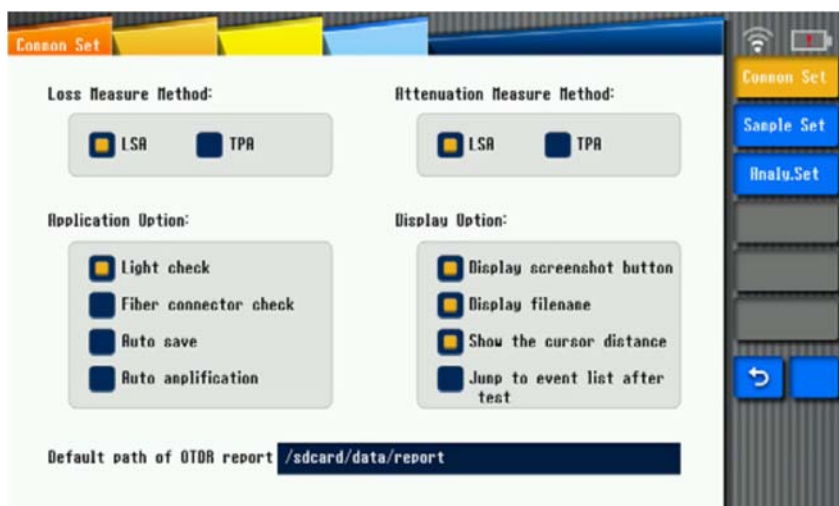 Common Set
Loss Measure Method:
LSA
TPA
Attenuation Measure Method:
LSA
TPA
Application Option:
Light check
Fiber connector check
Auto save
Auto amplification
Display Option:
Display screenshot button
Display filename
Show the cursor distance
Jump to event list after
test
Default path of OTDR report
/sdcard/data/report
Common Set
Sample Set
Analy.Set